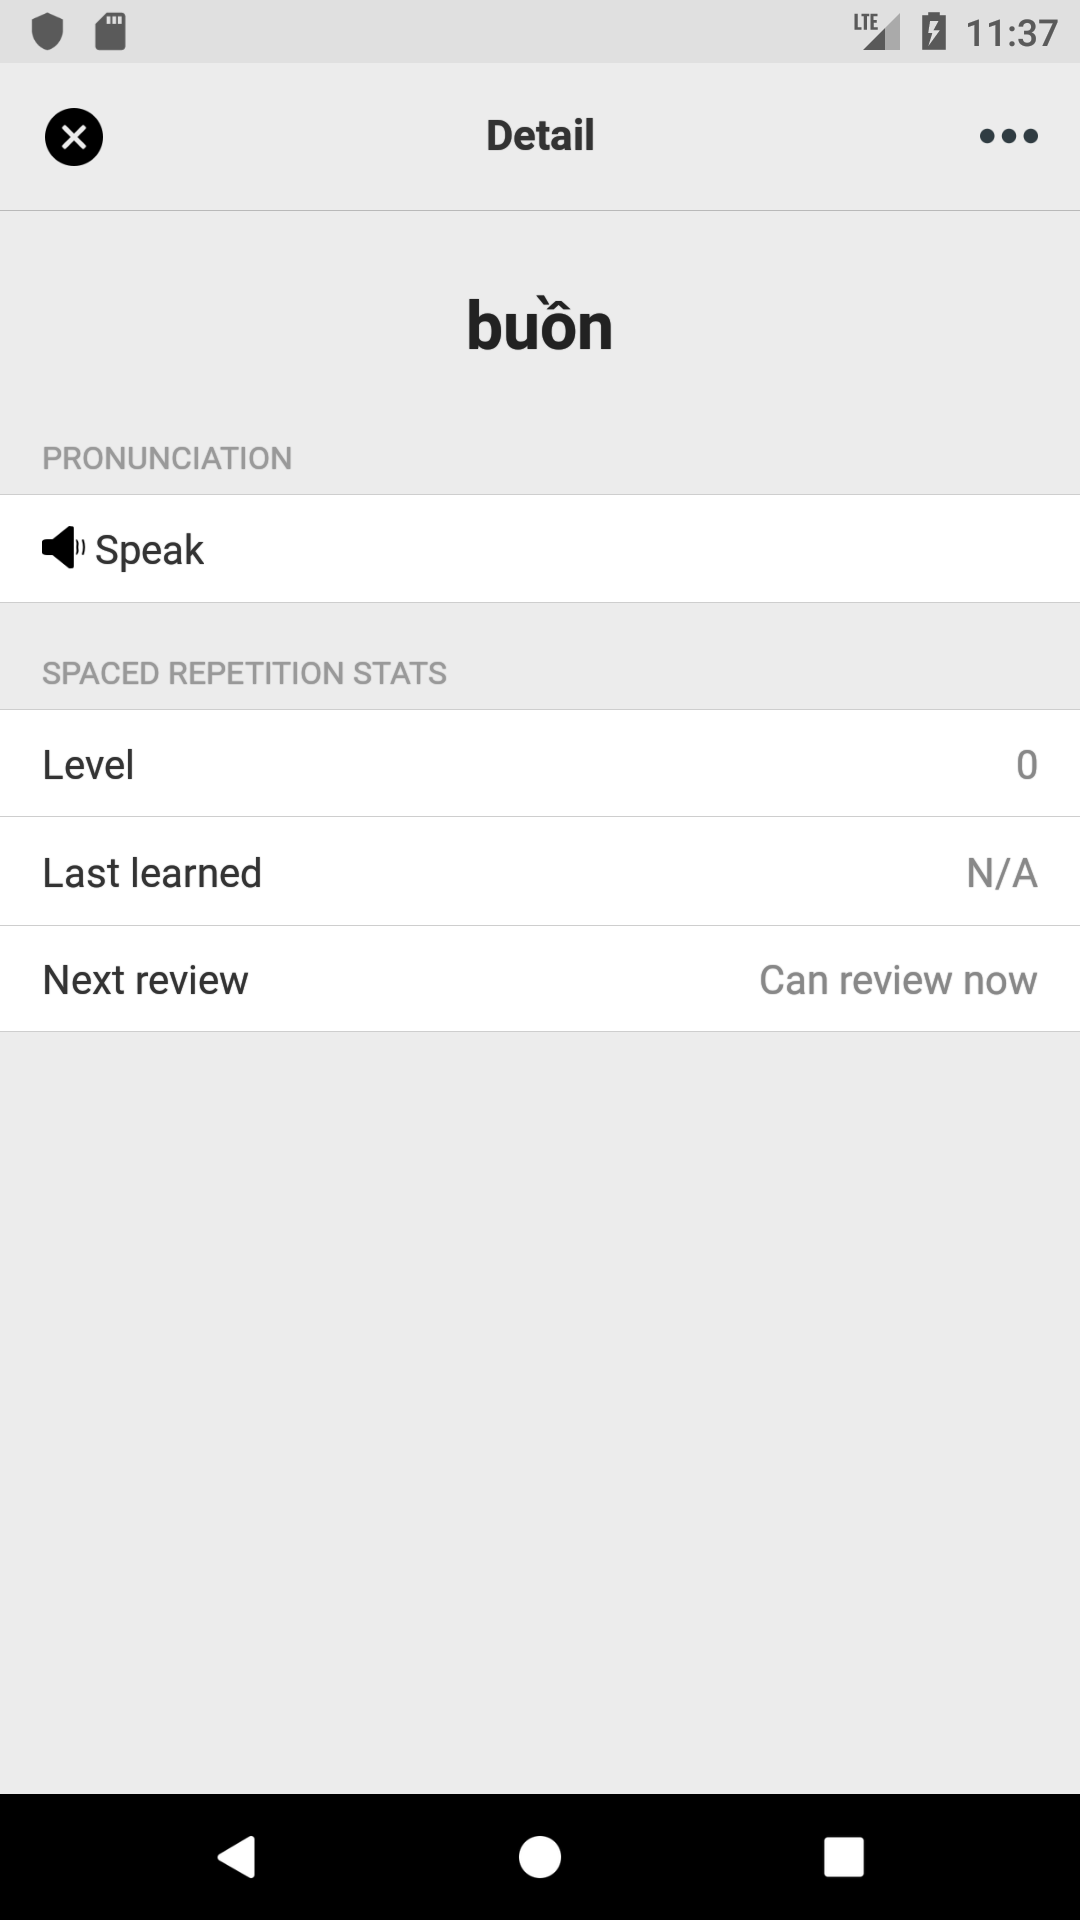 LTE 11:37
Detail
buồn
PRONUNCIATION
Speak
SPACED REPETITION STATS
Level 0
Last learned N/A
Next review Can review now